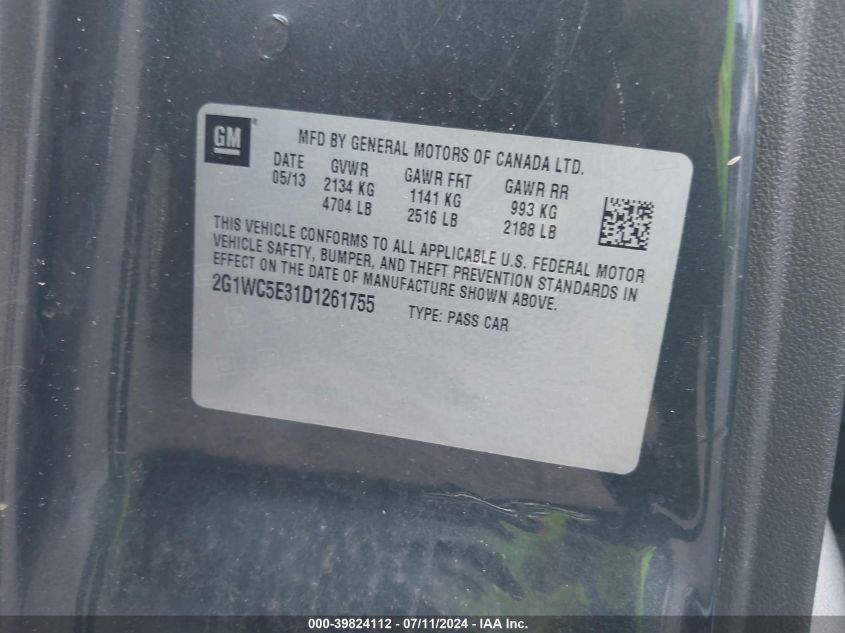 GM
MFD BY GENERAL MOTORS OF CANADA LTD.
DATE GVWR GAWR FRT GAWR RR
05/13 2134 KG 1141 KG 993 KG
4704 LB 2516 LB 2188 LB
THIS VEHICLE CONFORMS TO ALL APPLICABLE U.S. FEDERAL MOTOR
VEHICLE SAFETY, BUMPER, AND THEFT PREVENTION STANDARDS IN
EFFECT ON THE DATE OF MANUFACTURE SHOWN ABOVE.
2G1WC5E31D1261755 TYPE: PASS CAR
000-39824112 - 07/11/2024 - IAA Inc.